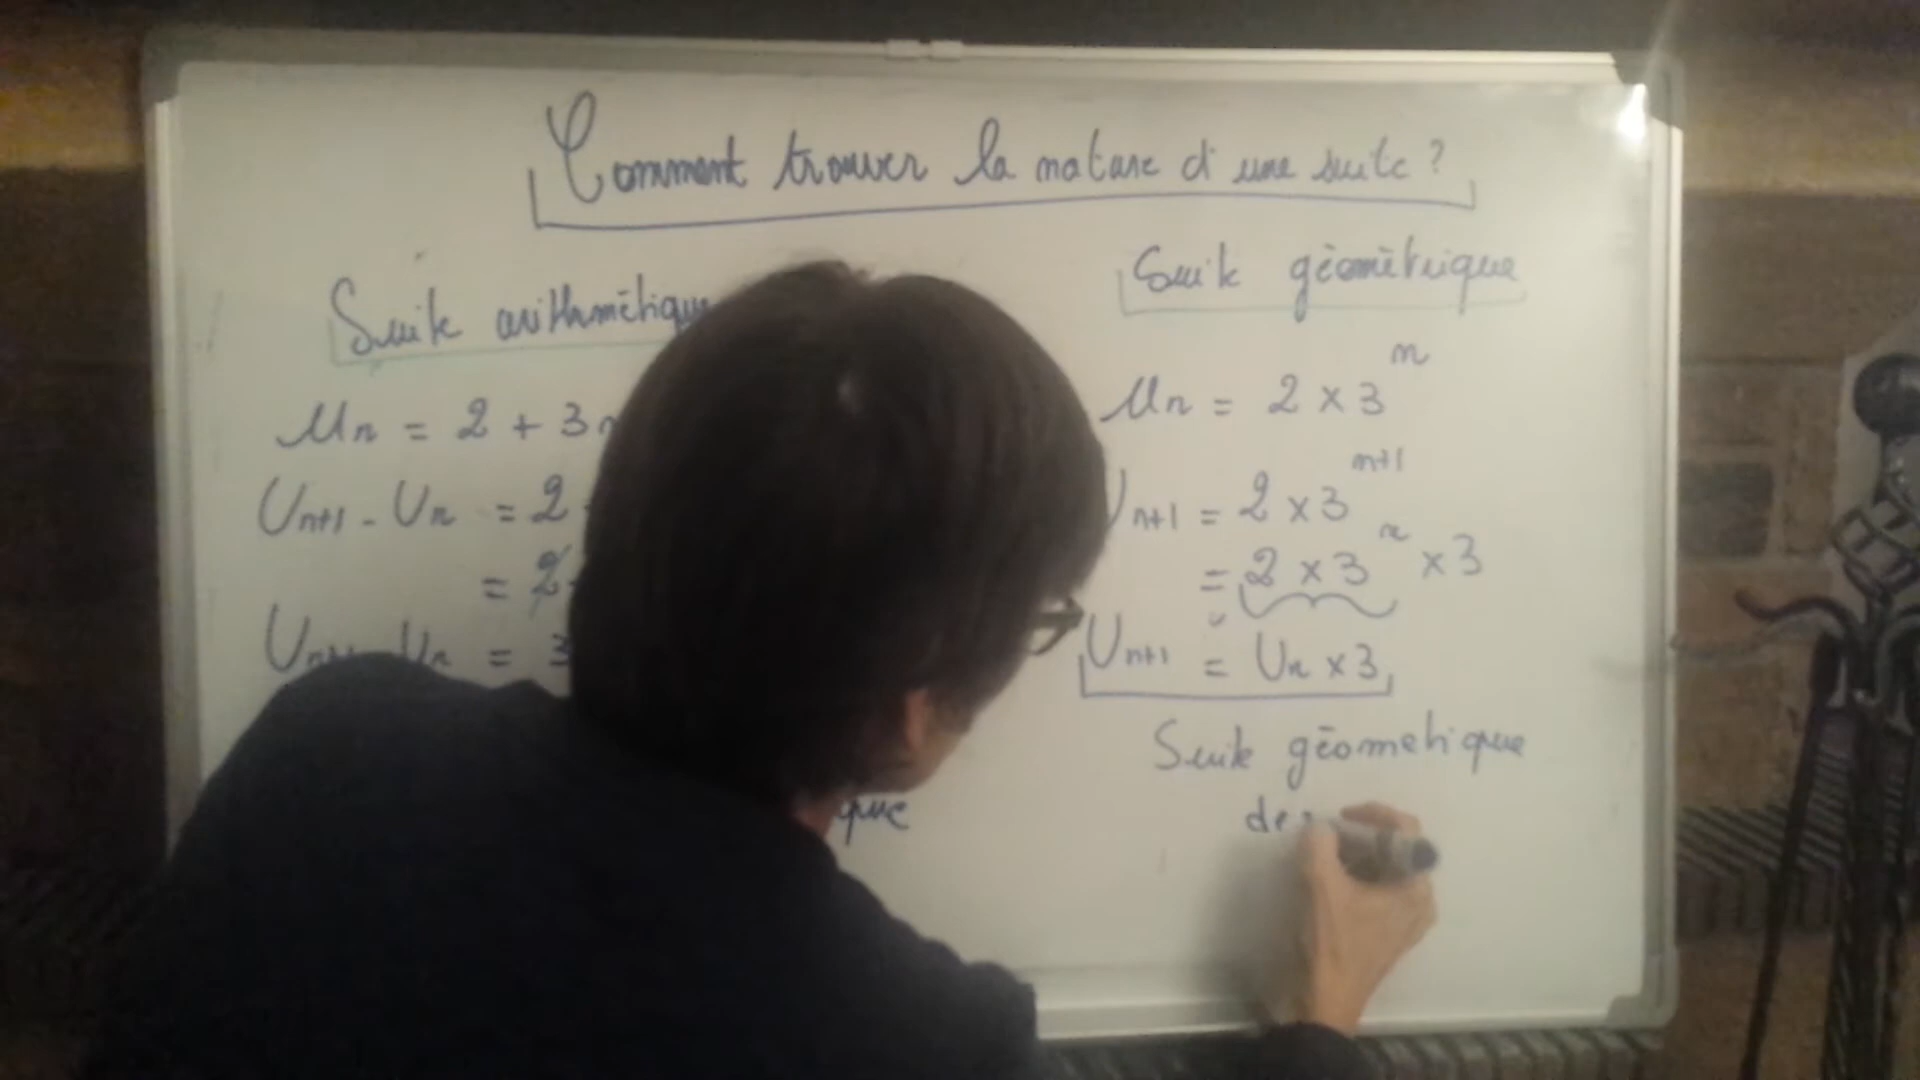 Comment trouver la nature d'une suite ?
Suite arithmétique
Un = 2 + 3n
Un+1 - Un = 2
= 2
Un+1 - Un = 3
que
Suite géométrique
Un = 2 × 3^n
Un+1 = 2 × 3^n+1
= 2 × 3^n × 3
Un+1 = Un × 3
Suite géometique
de